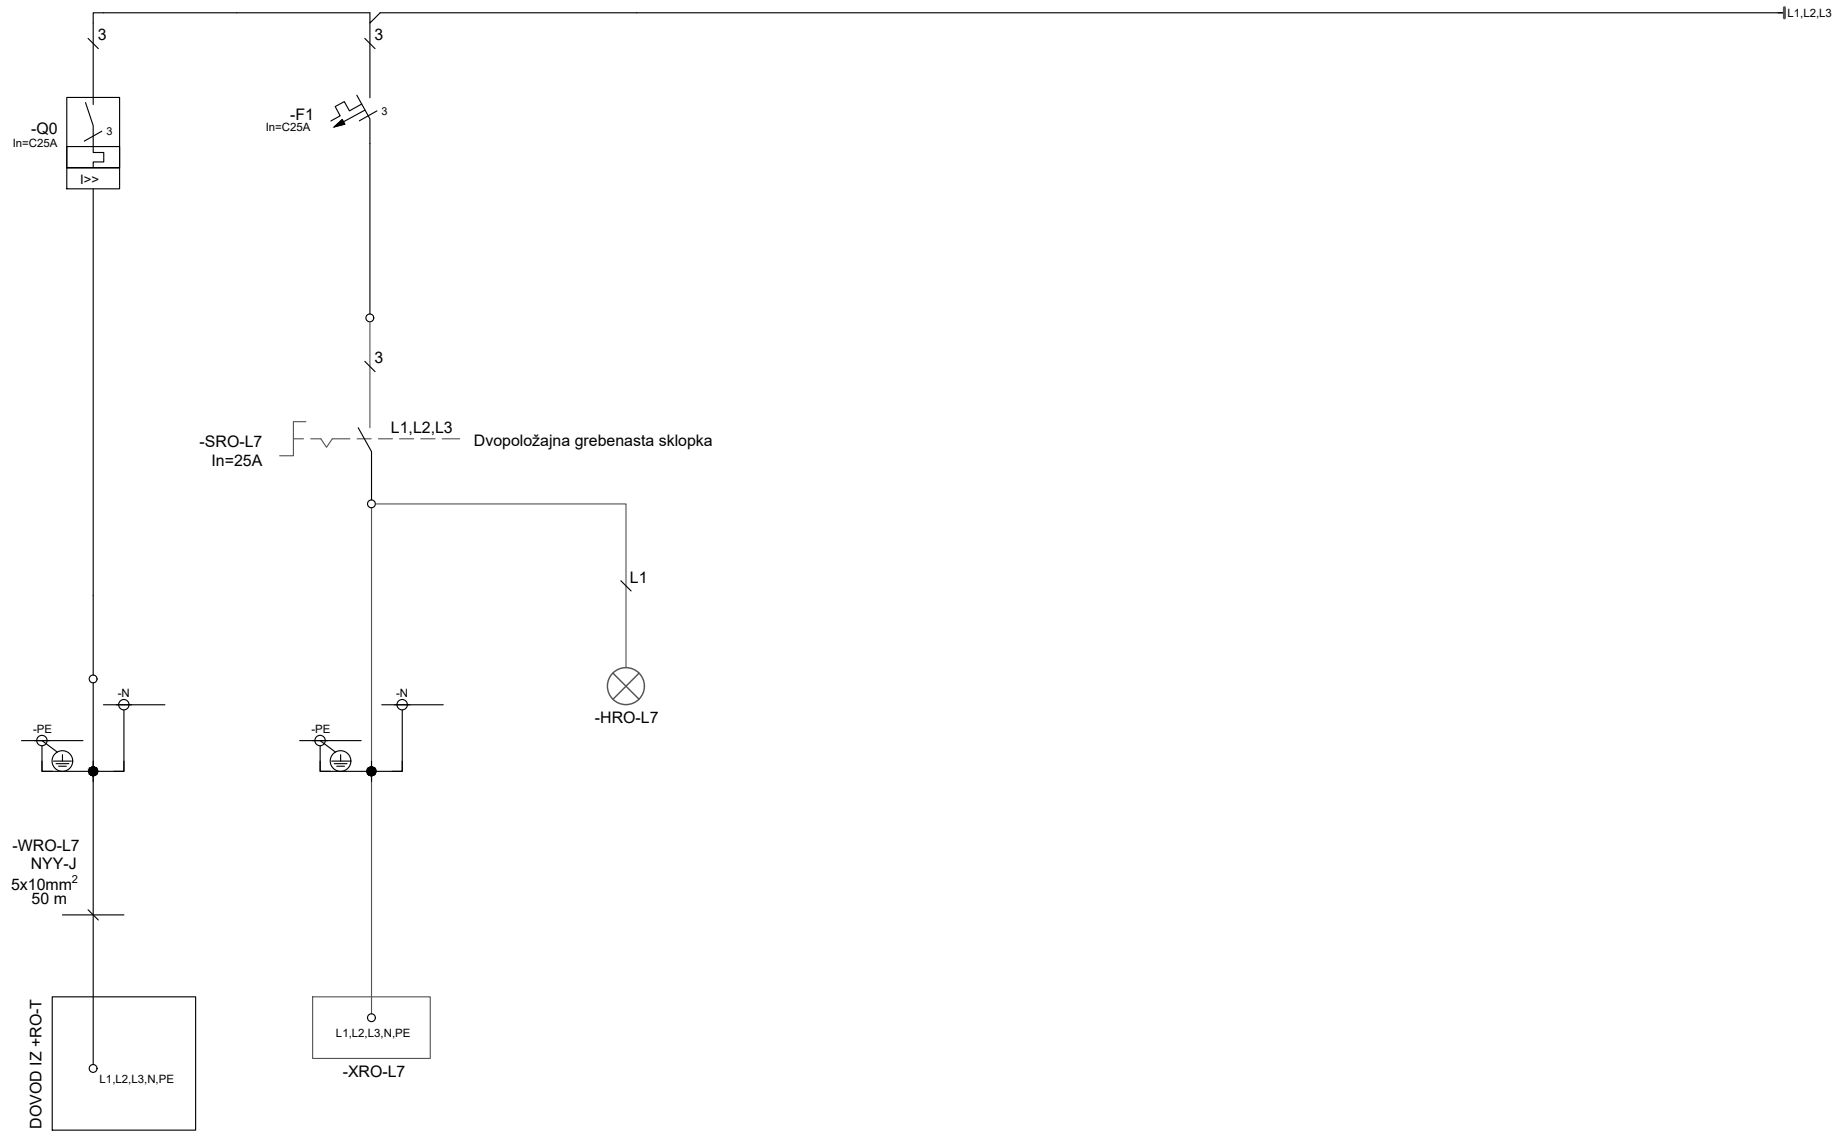 L1,L2,L3
3
3
-Q0
In=C25A
3
I>>
-F1
In=C25A
3
3
-SRO-L7
In=25A
L1,L2,L3
Dvopoložajna grebenasta sklopka
L1
-HRO-L7
-N
-PE
-N
-PE
-WRO-L7
NYY-J
5x10mm²
50 m
DOVOD IZ +RO-T
L1,L2,L3,N,PE
L1,L2,L3,N,PE
-XRO-L7